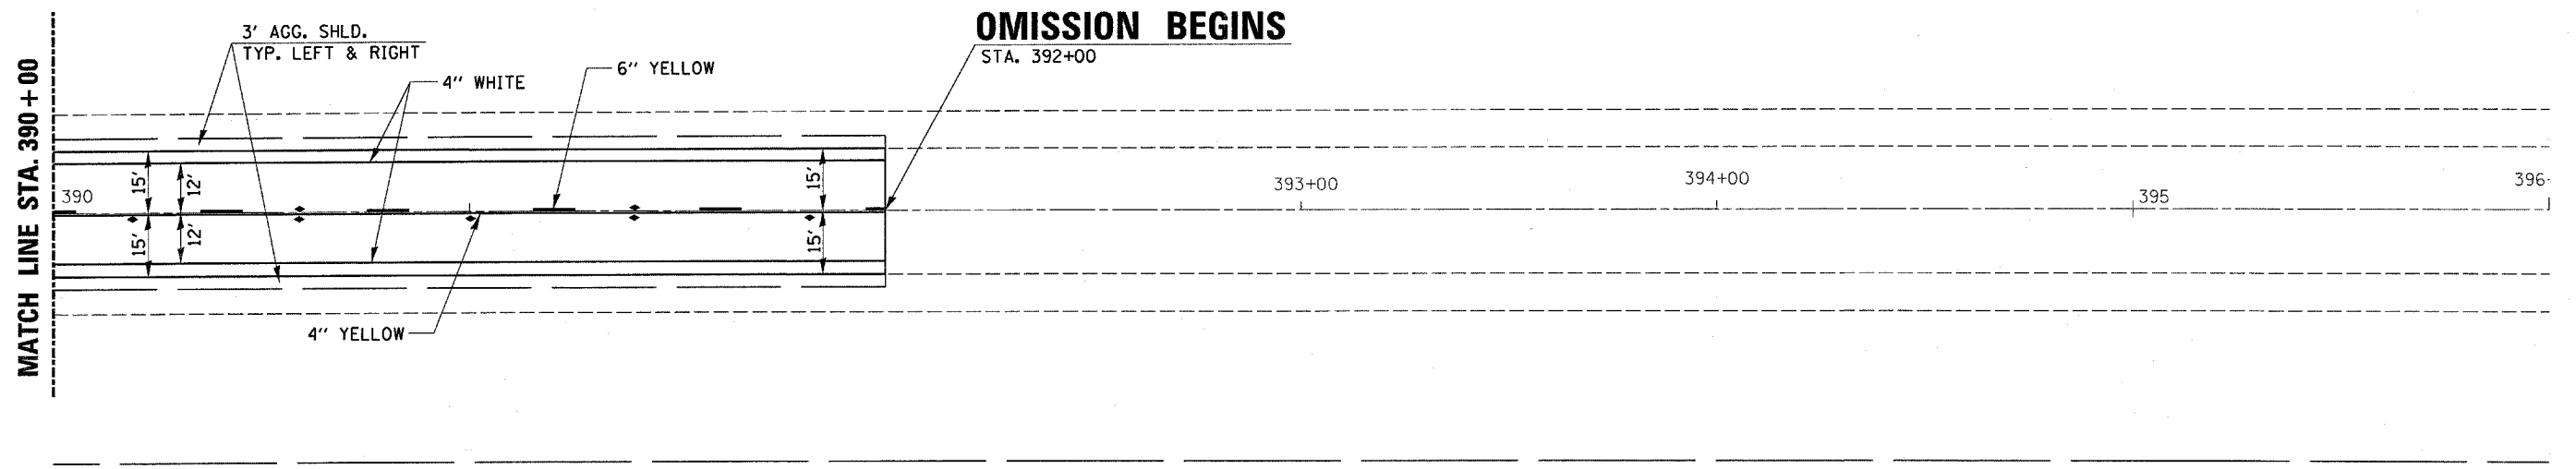 MATCH LINE STA. 390+00
3' AGG. SHLD.
TYP. LEFT & RIGHT
4" WHITE
6" YELLOW
OMISSION BEGINS
STA. 392+00
390
15'
12'
15'
12'
15'
15'
4" YELLOW
393+00
394+00
395
396-